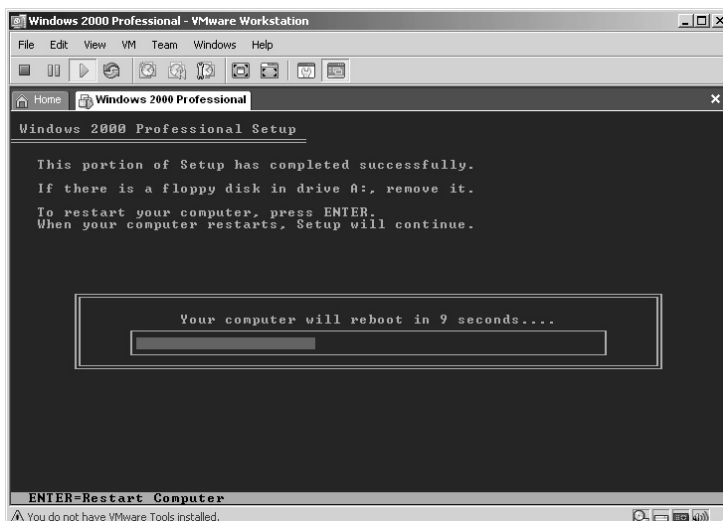 Windows 2000 Professional - VMware Workstation
File Edit View VM Team Windows Help
Home Windows 2000 Professional
Windows 2000 Professional Setup
This portion of Setup has completed successfully.
If there is a floppy disk in drive A:, remove it.
To restart your computer, press ENTER.
When your computer restarts, Setup will continue.
Your computer will reboot in 9 seconds....
ENTER=Restart Computer
You do not have VMware Tools installed.